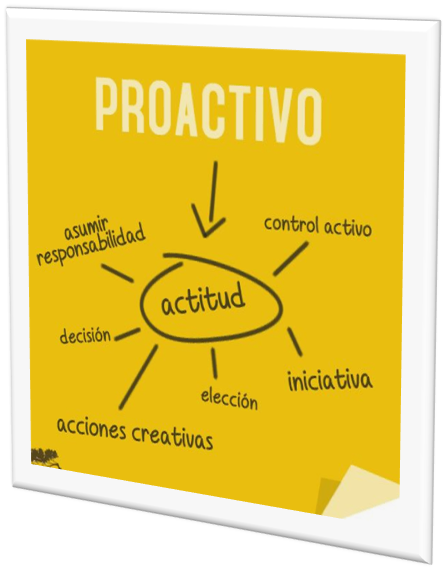 PROACTIVO
asumir
responsabilidad
control activo
actitud
decisión
iniciativa
elección
acciones creativas